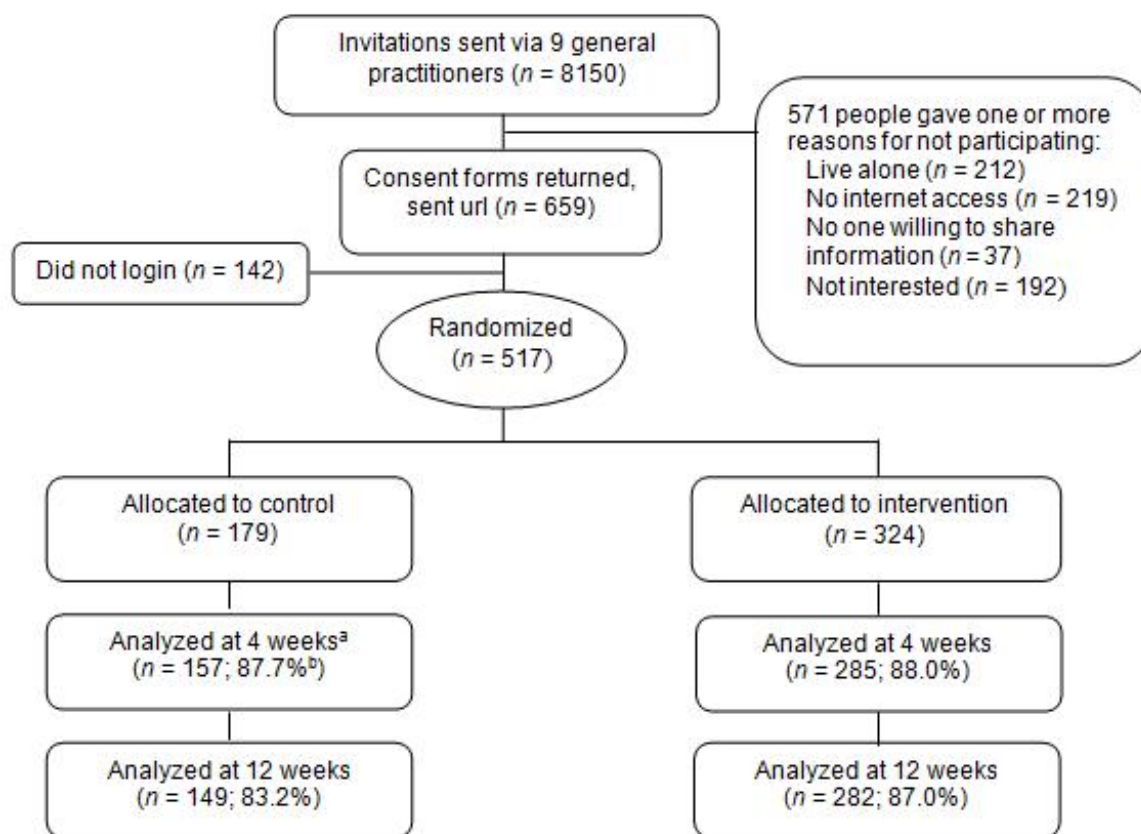 Invitations sent via 9 general
practitioners (n = 8150)
571 people gave one or more
reasons for not participating:
Live alone (n = 212)
No internet access (n = 219)
No one willing to share
information (n = 37)
Not interested (n = 192)
Consent forms returned,
sent url (n = 659)
Did not login (n = 142)
Randomized
(n = 517)
Allocated to control
(n = 179)
Allocated to intervention
(n = 324)
Analyzed at 4 weeksᵃ
(n = 157; 87.7%ᵇ)
Analyzed at 4 weeks
(n = 285; 88.0%)
Analyzed at 12 weeks
(n = 149; 83.2%)
Analyzed at 12 weeks
(n = 282; 87.0%)